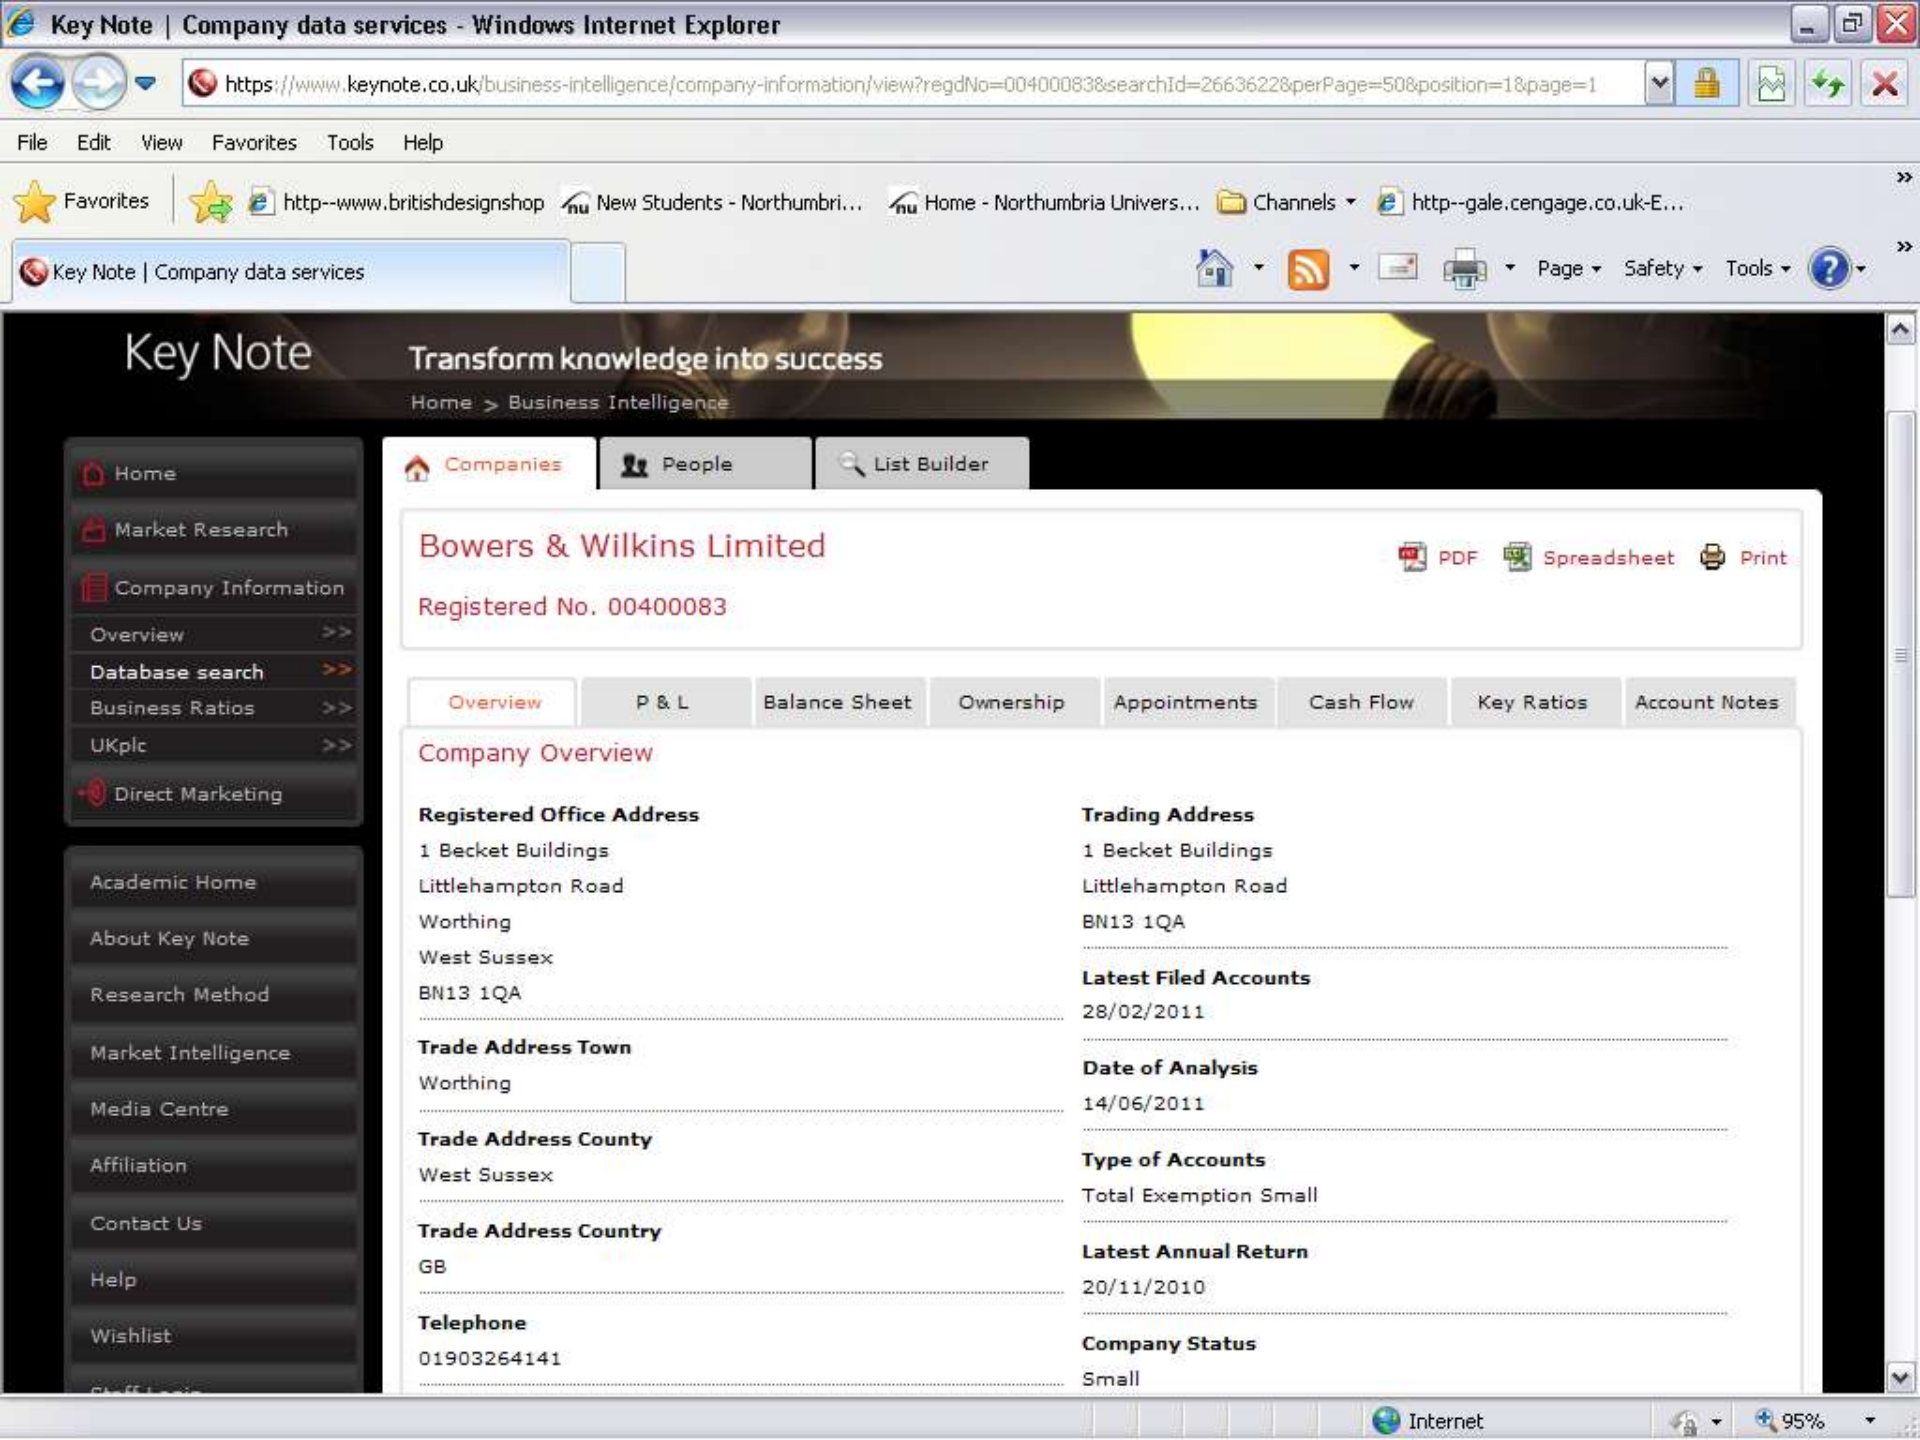 Key Note | Company data services - Windows Internet Explorer
https://www.keynote.co.uk/business-intelligence/company-information/view?regdNo=00400083&searchId=2663622&perPage=50&position=1&page=1
File Edit View Favorites Tools Help
Favorites http--www.britishdesignshop New Students - Northumbri... Home - Northumbria Univers... Channels http--gale.cengage.co.uk-E...
Key Note | Company data services
Page Safety Tools
Key Note
Transform knowledge into success
Home > Business Intelligence
Home
Market Research
Company Information
Overview >>
Database search >>
Business Ratios >>
UKplc >>
Direct Marketing
Academic Home
About Key Note
Research Method
Market Intelligence
Media Centre
Affiliation
Contact Us
Help
Wishlist
Staff Login
Companies People List Builder
Bowers & Wilkins Limited
Registered No. 00400083
PDF Spreadsheet Print
Overview P & L Balance Sheet Ownership Appointments Cash Flow Key Ratios Account Notes
Company Overview
Registered Office Address
1 Becket Buildings
Littlehampton Road
Worthing
West Sussex
BN13 1QA
Trade Address Town
Worthing
Trade Address County
West Sussex
Trade Address Country
GB
Telephone
01903264141
Trading Address
1 Becket Buildings
Littlehampton Road
BN13 1QA
Latest Filed Accounts
28/02/2011
Date of Analysis
14/06/2011
Type of Accounts
Total Exemption Small
Latest Annual Return
20/11/2010
Company Status
Small
Internet
95%